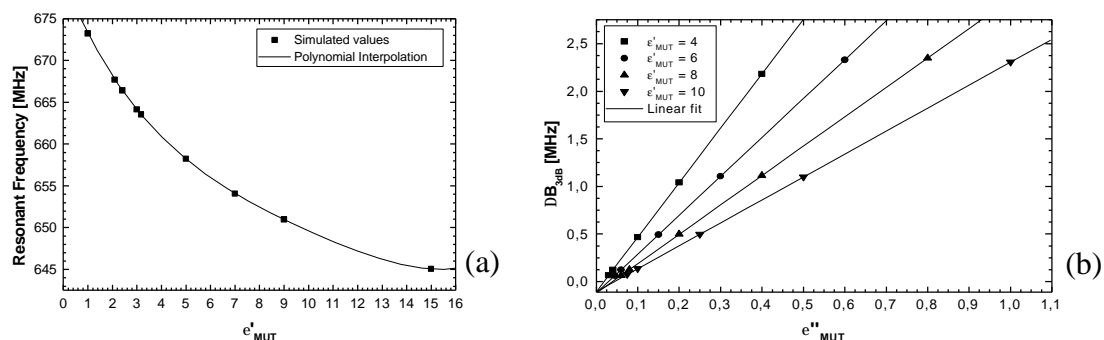 675
670
665
660
655
650
645
Resonant Frequency [MHz]
Simulated values
Polynomial Interpolation
0 1 2 3 4 5 6 7 8 9 10 11 12 13 14 15 16
e'MUT
(a)
2,5
2,0
1,5
1,0
0,5
0,0
DB3dB [MHz]
ε'MUT = 4
ε'MUT = 6
ε'MUT = 8
ε'MUT = 10
Linear fit
0,0 0,1 0,2 0,3 0,4 0,5 0,6 0,7 0,8 0,9 1,0 1,1
e''MUT
(b)